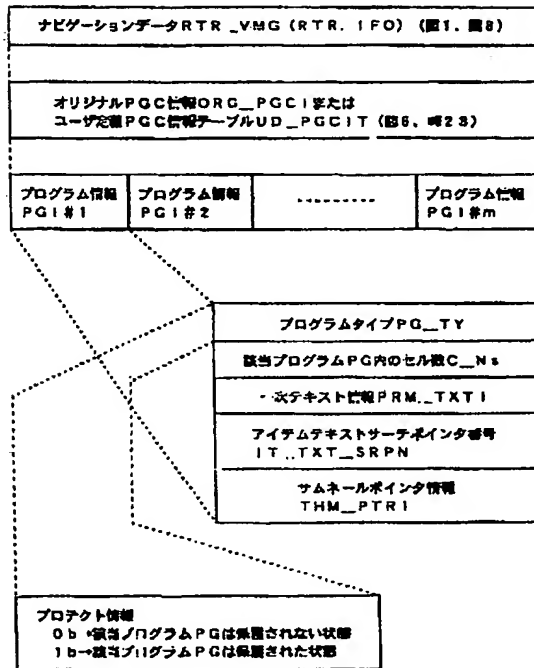 ナビゲーションデータRTR_VMG (RTR. IFO) (図1、図8)
オリジナルPGC情報ORG_PGCIまたは
ユーザ定義PGC情報テーブルUD_PGCIT (図6、図23)
プログラム情報
PGI#1
プログラム情報
PGI#2
プログラム情報
PGI#m
プログラムタイプPG_TY
該当プログラムPG内のセル数C_Ns
一次テキスト情報PRM_TXTI
アイテムテキストサーチポインタ番号
IT_TXT_SRPN
サムネールポインタ情報
THM_PTRI
プロテクト情報
0b→該当プログラムPGは保護されない状態
1b→該当プログラムPGは保護された状態